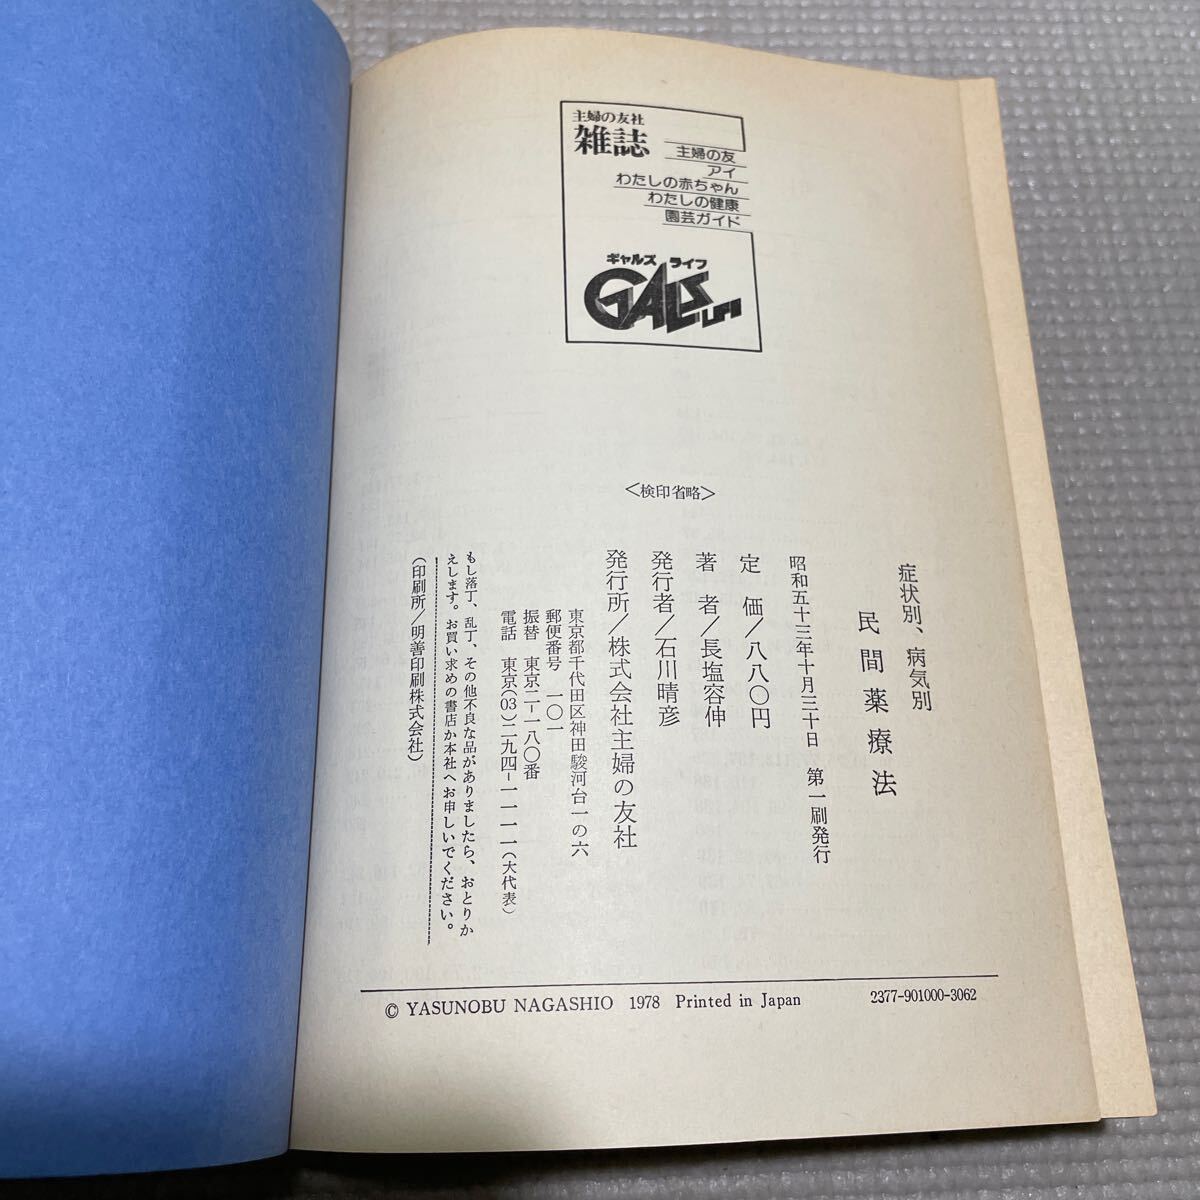 主婦の友社
雑誌
主婦の友
アイ
わたしの赤ちゃん
わたしの健康
園芸ガイド
ギャルズ ライフ
GALS LIFE
〈検印省略〉
症状別、病気別
民間薬療法
昭和五十三年十月三十日 第一刷発行
定 価/八八〇円
著 者/長塩容伸
発行者/石川晴彦
発行所/株式会社主婦の友社
東京都千代田区神田駿河台一の六
郵便番号 一〇一
振替 東京二-一八〇番
電話 東京(03)二九四-一一一一(大代表)
もし落丁、乱丁、その他不良な品がありましたら、おとりか
えします。お買い求めの書店か本社へお申しいでください。
(印刷所/明善印刷株式会社)
© YASUNOBU NAGASHIO 1978 Printed in Japan 2377-901000-3062